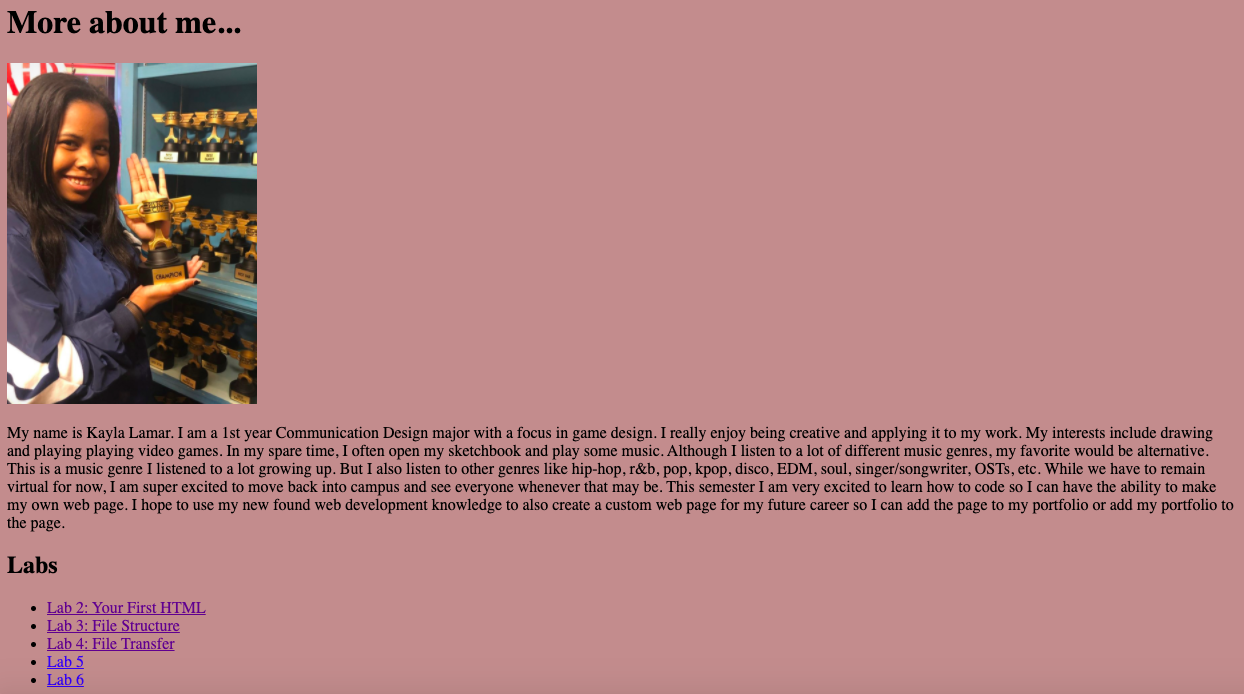 More about me...
CHAMPION
My name is Kayla Lamar. I am a 1st year Communication Design major with a focus in game design. I really enjoy being creative and applying it to my work. My interests include drawing
and playing playing video games. In my spare time, I often open my sketchbook and play some music. Although I listen to a lot of different music genres, my favorite would be alternative.
This is a music genre I listened to a lot growing up. But I also listen to other genres like hip-hop, r&b, pop, kpop, disco, EDM, soul, singer/songwriter, OSTs, etc. While we have to remain
virtual for now, I am super excited to move back into campus and see everyone whenever that may be. This semester I am very excited to learn how to code so I can have the ability to make
my own web page. I hope to use my new found web development knowledge to also create a custom web page for my future career so I can add the page to my portfolio or add my portfolio to
the page.
Labs
Lab 2: Your First HTML
Lab 3: File Structure
Lab 4: File Transfer
Lab 5
Lab 6